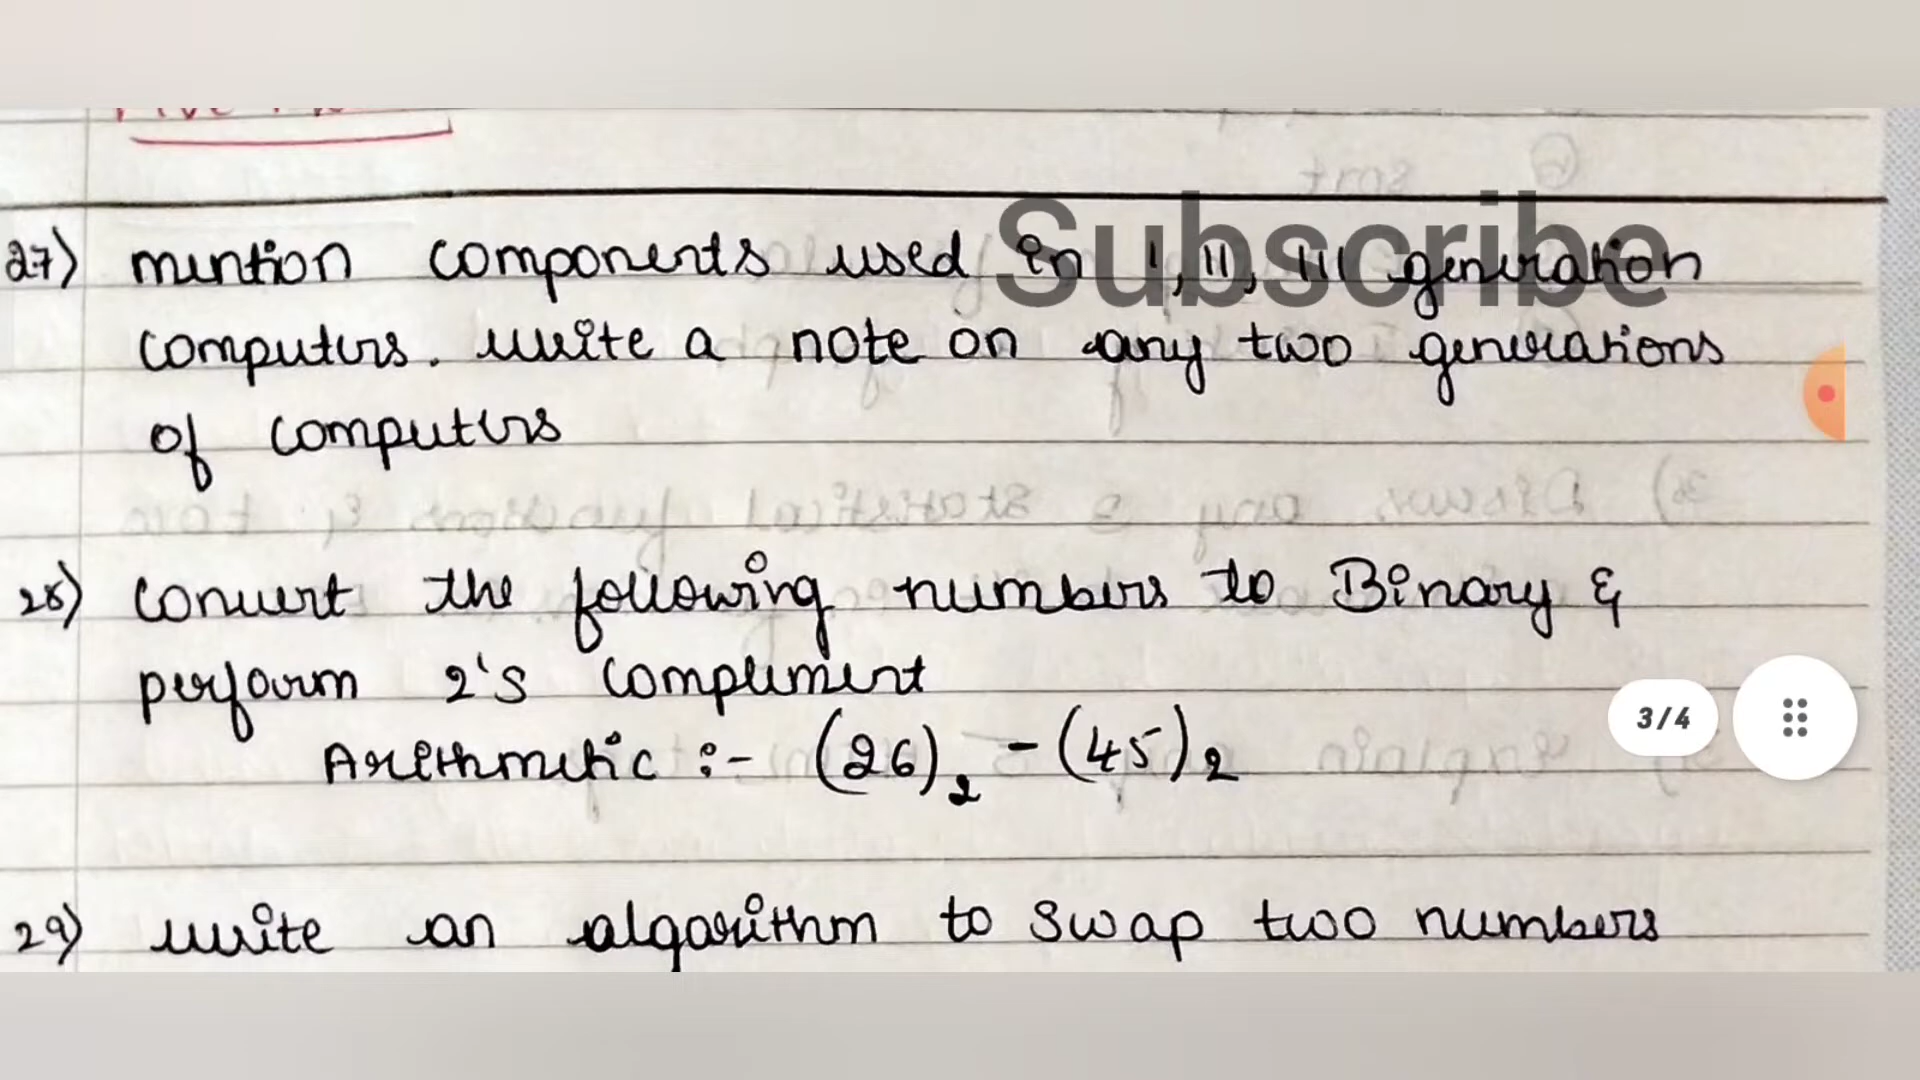 27) mention components used in I, II, III generation
computers. write a note on any two generations
of computers
28) convert the following numbers to Binary &
perform 2's compliment
Arithmetic :- (26)₂ - (45)₂
29) write an algorithm to swap two numbers
Subscribe
3/4